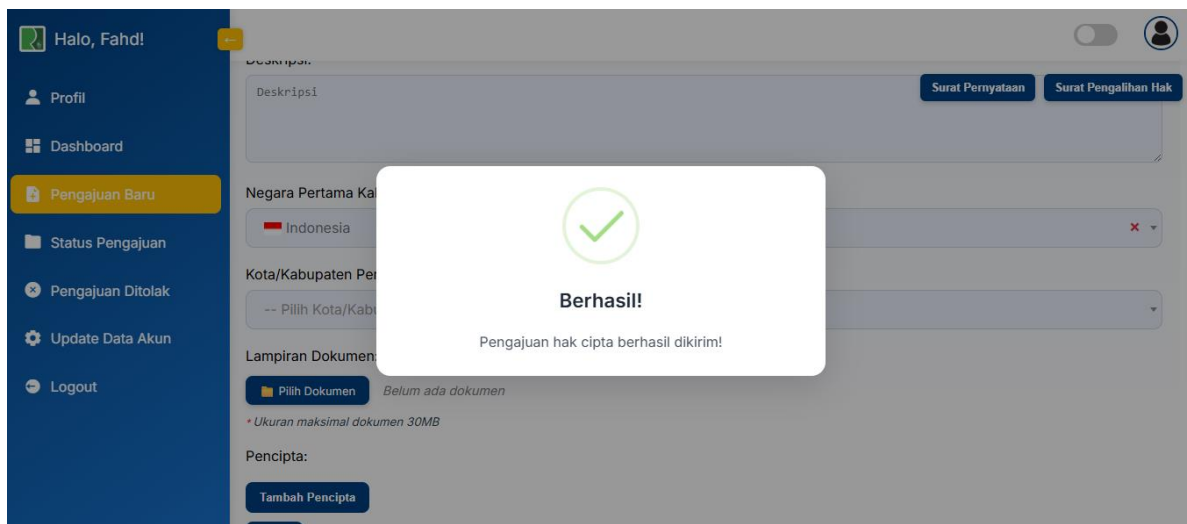 Halo, Fahd!
←
Profil
Dashboard
Pengajuan Baru
Status Pengajuan
Pengajuan Ditolak
Update Data Akun
Logout
Deskripsi:
Deskripsi
Surat Pernyataan
Surat Pengalihan Hak
Negara Pertama Ka
Indonesia
Kota/Kabupaten Pe
-- Pilih Kota/Kab
Berhasil!
Pengajuan hak cipta berhasil dikirim!
Lampiran Dokumen:
Pilih Dokumen
Belum ada dokumen
* Ukuran maksimal dokumen 30MB
Pencipta:
Tambah Pencipta